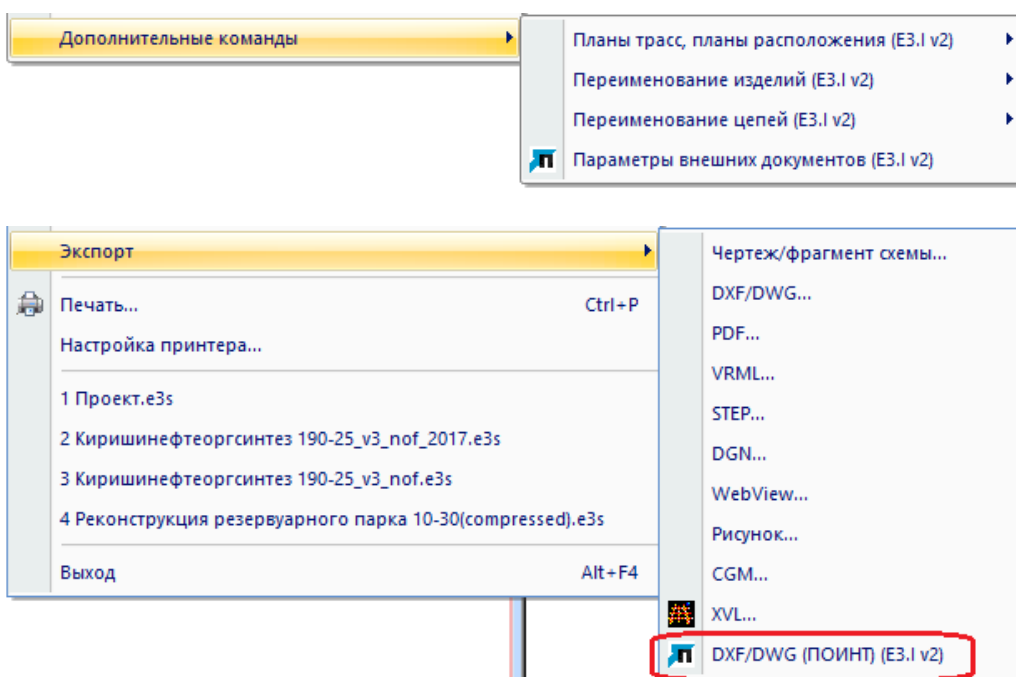 Дополнительные команды
Планы трасс, планы расположения (E3.I v2)
Переименование изделий (E3.I v2)
Переименование цепей (E3.I v2)
Параметры внешних документов (E3.I v2)
Экспорт
Печать... Ctrl+P
Настройка принтера...
1 Проект.e3s
2 Киришинефтеоргсинтез 190-25_v3_nof_2017.e3s
3 Киришинефтеоргсинтез 190-25_v3_nof.e3s
4 Реконструкция резервуарного парка 10-30(compressed).e3s
Выход Alt+F4
Чертеж/фрагмент схемы...
DXF/DWG...
PDF...
VRML...
STEP...
DGN...
WebView...
Рисунок...
CGM...
XVL...
DXF/DWG (ПОИНТ) (E3.I v2)